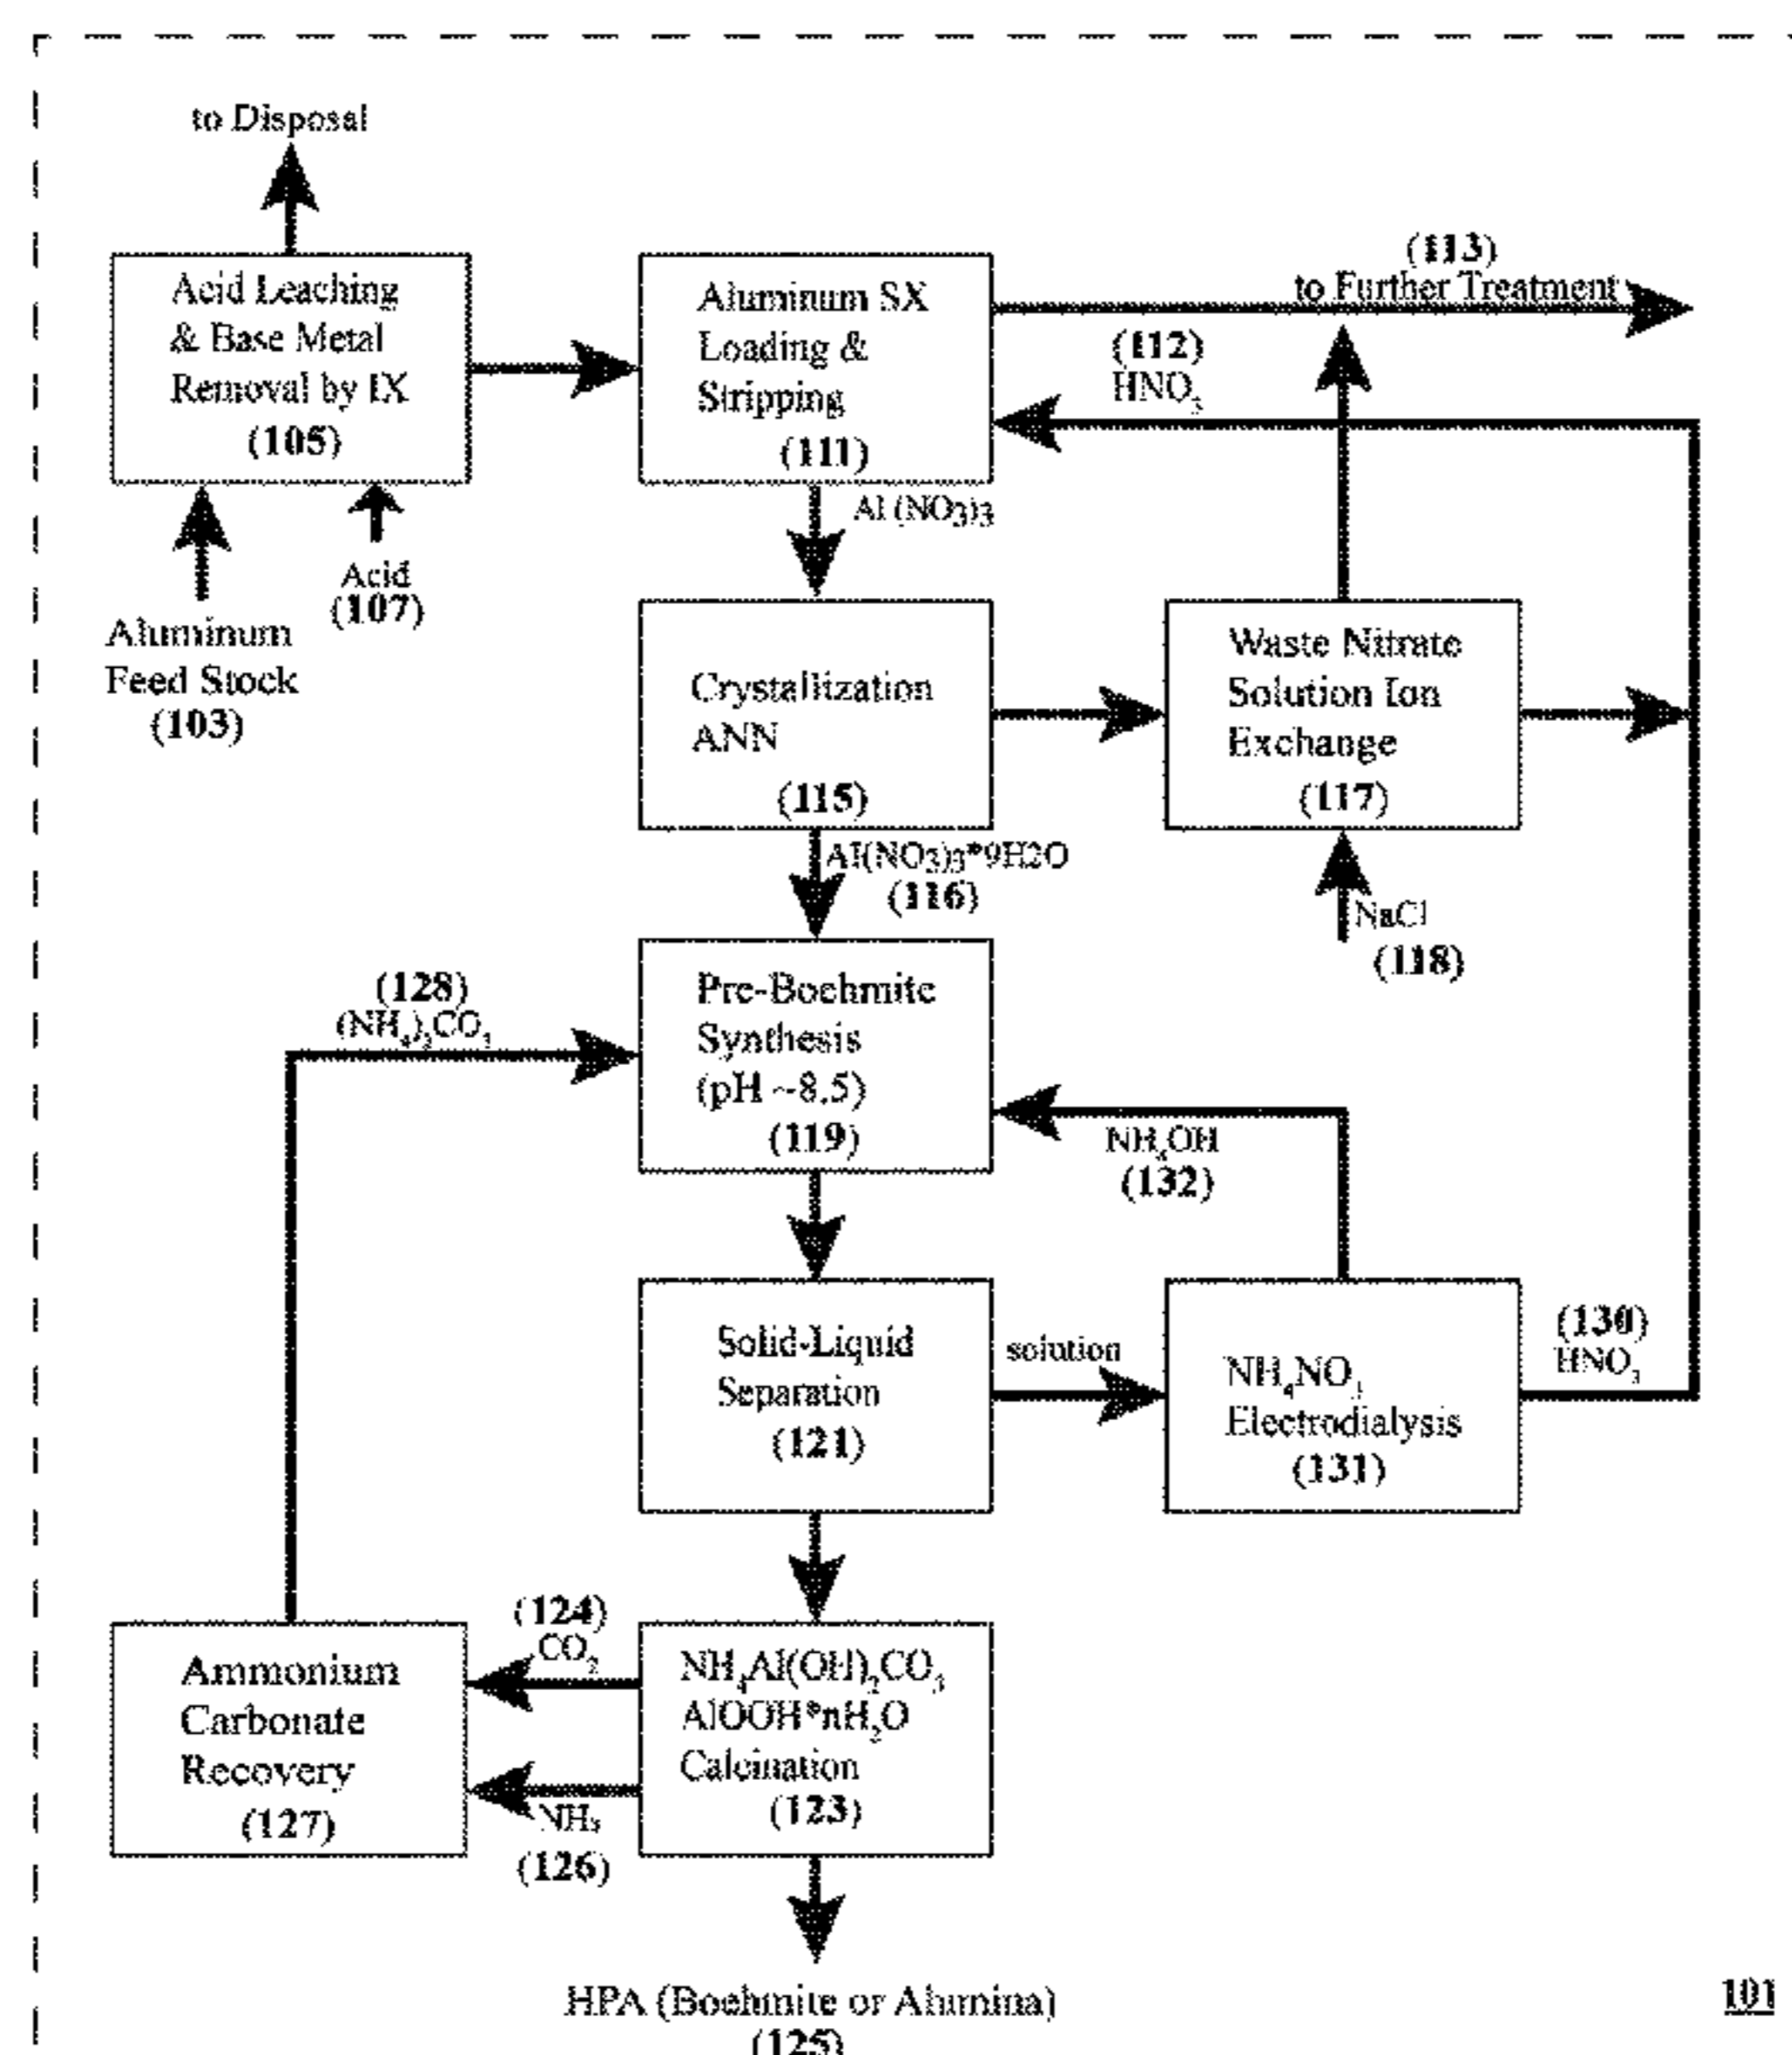 to Disposal
Acid Leaching
& Base Metal
Removal by IX
(105)
Aluminum SX
Loading &
Stripping
(111)
(113)
to Further Treatment
(112)
HNO₃
Al (NO₃)₃
Acid
(107)
Aluminum
Feed Stock
(103)
Crystallization
ANN
(115)
Waste Nitrate
Solution Ion
Exchange
(117)
Al(NO₃)₃*9H2O
(116)
NaCl
(118)
(128)
(NH₄)₂CO₃
Pre-Boehmite
Synthesis
(pH ~8.5)
(119)
NH₄OH
(132)
Solid-Liquid
Separation
(121)
solution
NH₄NO₃
Electrodialysis
(131)
(130)
HNO₃
Ammonium
Carbonate
Recovery
(127)
(124)
CO₂
NH₃
(126)
NH₄Al(OH)₂CO₃
AlOOH*nH₂O
Calcination
(123)
HPA (Boehmite or Alumina)
(125)
101